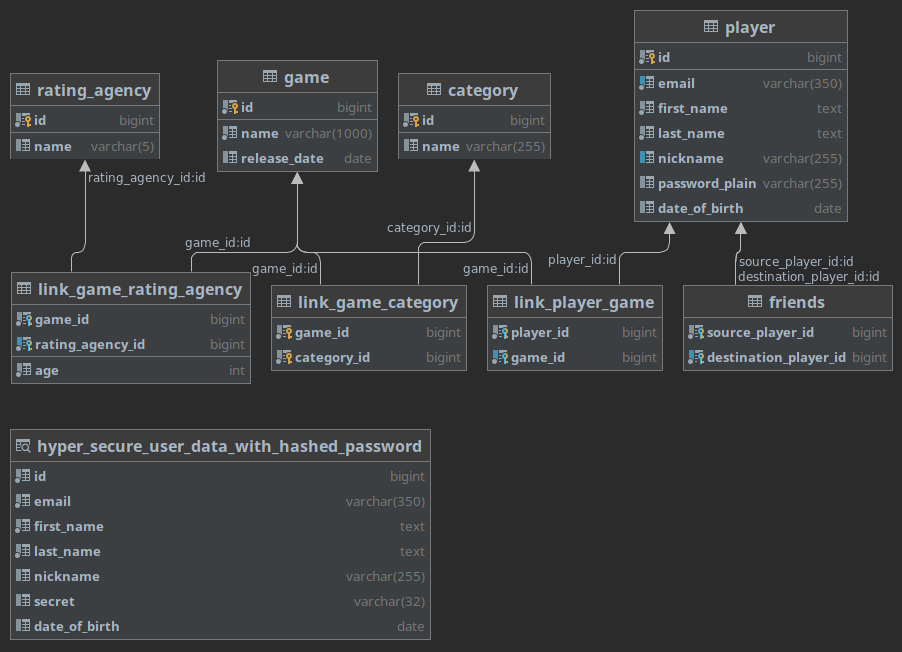 player
id bigint
email varchar(350)
first_name text
last_name text
nickname varchar(255)
password_plain varchar(255)
date_of_birth date
game
id bigint
name varchar(1000)
release_date date
rating_agency
id bigint
name varchar(5)
category
id bigint
name varchar(255)
rating_agency_id:id
category_id:id
game_id:id
game_id:id
game_id:id
player_id:id
source_player_id:id
destination_player_id:id
link_game_rating_agency
game_id bigint
rating_agency_id bigint
age int
link_game_category
game_id bigint
category_id bigint
link_player_game
player_id bigint
game_id bigint
friends
source_player_id bigint
destination_player_id bigint
hyper_secure_user_data_with_hashed_password
id bigint
email varchar(350)
first_name text
last_name text
nickname varchar(255)
secret varchar(32)
date_of_birth date